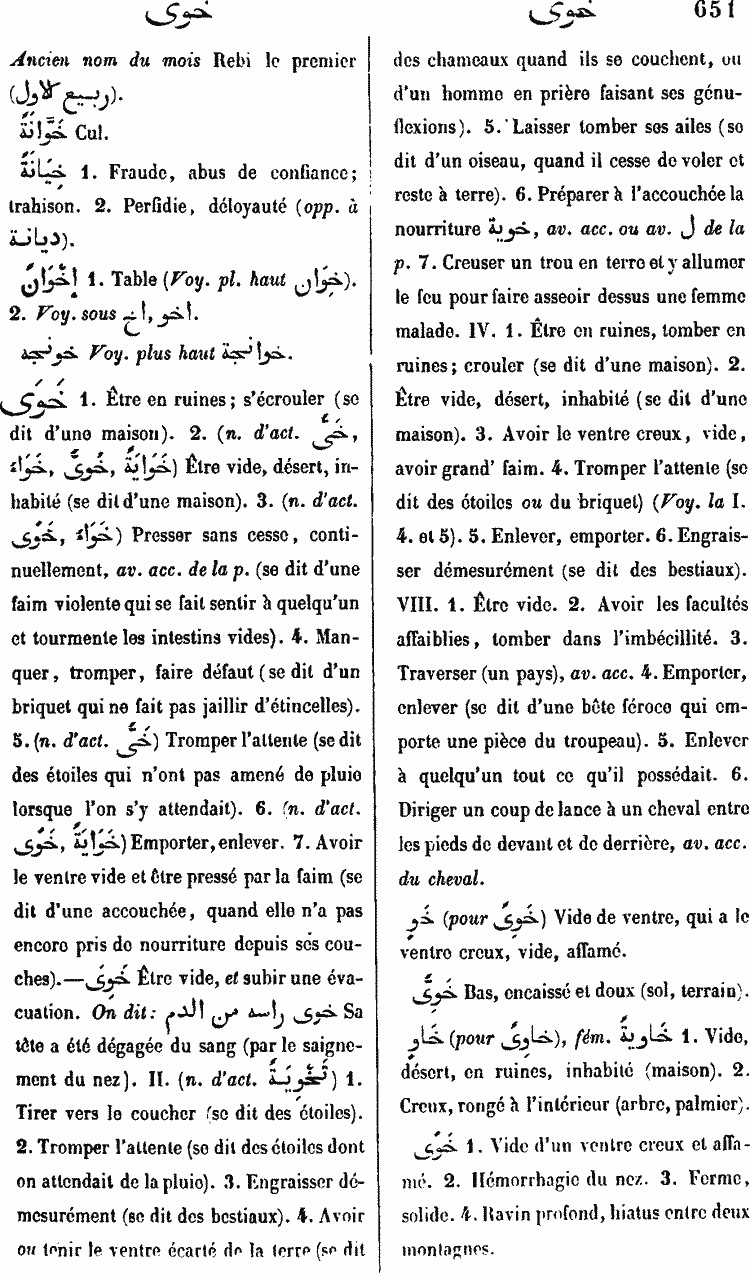 خوى
خوى 651
Ancien nom du mois Rebi le premier
(ربيع الاول).
خَوَّانَةٌ Cul.
خِيَانَةٌ 1. Fraude, abus de confiance;
trahison. 2. Perfidie, déloyauté (opp. à
ديانة).
إِخْوَانٌ 1. Table (Voy. pl. haut خِوَان).
2. Voy. sous اخو, اخ.
خونجه Voy. plus haut خوانجة.
خَوَى 1. Être en ruines; s'écrouler (se
dit d'une maison). 2. (n. d'act. خَىٌّ,
خَوَاءٌ, خُوِىٌّ, خَوَايَةٌ) Être vide, désert, in-
habité (se dit d'une maison). 3. (n. d'act.
خَوًى, خَوَاءٌ) Presser sans cesse, conti-
nuellement, av. acc. de la p. (se dit d'une
faim violente qui se fait sentir à quelqu'un
et tourmente les intestins vides). 4. Man-
quer, tromper, faire défaut (se dit d'un
briquet qui ne fait pas jaillir d'étincelles).
5. (n. d'act. خَىٌّ) Tromper l'attente (se dit
des étoiles qui n'ont pas amené de pluie
lorsque l'on s'y attendait). 6. (n. d'act.
خَوًى, خَوَايَةٌ) Emporter, enlever. 7. Avoir
le ventre vide et être pressé par la faim (se
dit d'une accouchée, quand elle n'a pas
encore pris de nourriture depuis ses cou-
ches).—خَوِىَ Être vide, et subir une éva-
cuation. On dit: خوى راسه من الدم Sa
tête a été dégagée du sang (par le saigne-
ment du nez). II. (n. d'act. تَخْوِيَةٌ) 1.
Tirer vers le coucher (se dit des étoiles).
2. Tromper l'attente (se dit des étoiles dont
on attendait de la pluie). 3. Engraisser dé-
mesurément (se dit des bestiaux). 4. Avoir
ou tenir le ventre écarté de la terre (se dit
des chameaux quand ils se couchent, ou
d'un homme en prière faisant ses génu-
flexions). 5. Laisser tomber ses ailes (se
dit d'un oiseau, quand il cesse de voler et
reste à terre). 6. Préparer à l'accouchée la
nourriture خوية, av. acc. ou av. ل de la
p. 7. Creuser un trou en terre et y allumer
le feu pour faire asseoir dessus une femme
malade. IV. 1. Être en ruines, tomber en
ruines; crouler (se dit d'une maison). 2.
Être vide, désert, inhabité (se dit d'une
maison). 3. Avoir le ventre creux, vide,
avoir grand' faim. 4. Tromper l'attente (se
dit des étoiles ou du briquet) (Voy. la I.
4. et 5). 5. Enlever, emporter. 6. Engrais-
ser démesurément (se dit des bestiaux).
VIII. 1. Être vide. 2. Avoir les facultés
affaiblies, tomber dans l'imbécillité. 3.
Traverser (un pays), av. acc. 4. Emporter,
enlever (se dit d'une bête féroce qui em-
porte une pièce du troupeau). 5. Enlever
à quelqu'un tout ce qu'il possédait. 6.
Diriger un coup de lance à un cheval entre
les pieds de devant et de derrière, av. acc.
du cheval.
خَوٍ (pour خَوِىٌ) Vide de ventre, qui a le
ventre creux, vide, affamé.
خَوِىٌّ Bas, encaissé et doux (sol, terrain).
خَاوٍ (pour خَاوِىٌ), fém. خَاوِيَةٌ 1. Vide,
désert, en ruines, inhabité (maison). 2.
Creux, rongé à l'intérieur (arbre, palmier).
خَوًى 1. Vide d'un ventre creux et affa-
mé. 2. Hémorrhagie du nez. 3. Ferme,
solide. 4. Ravin profond, hiatus entre deux
montagnes.